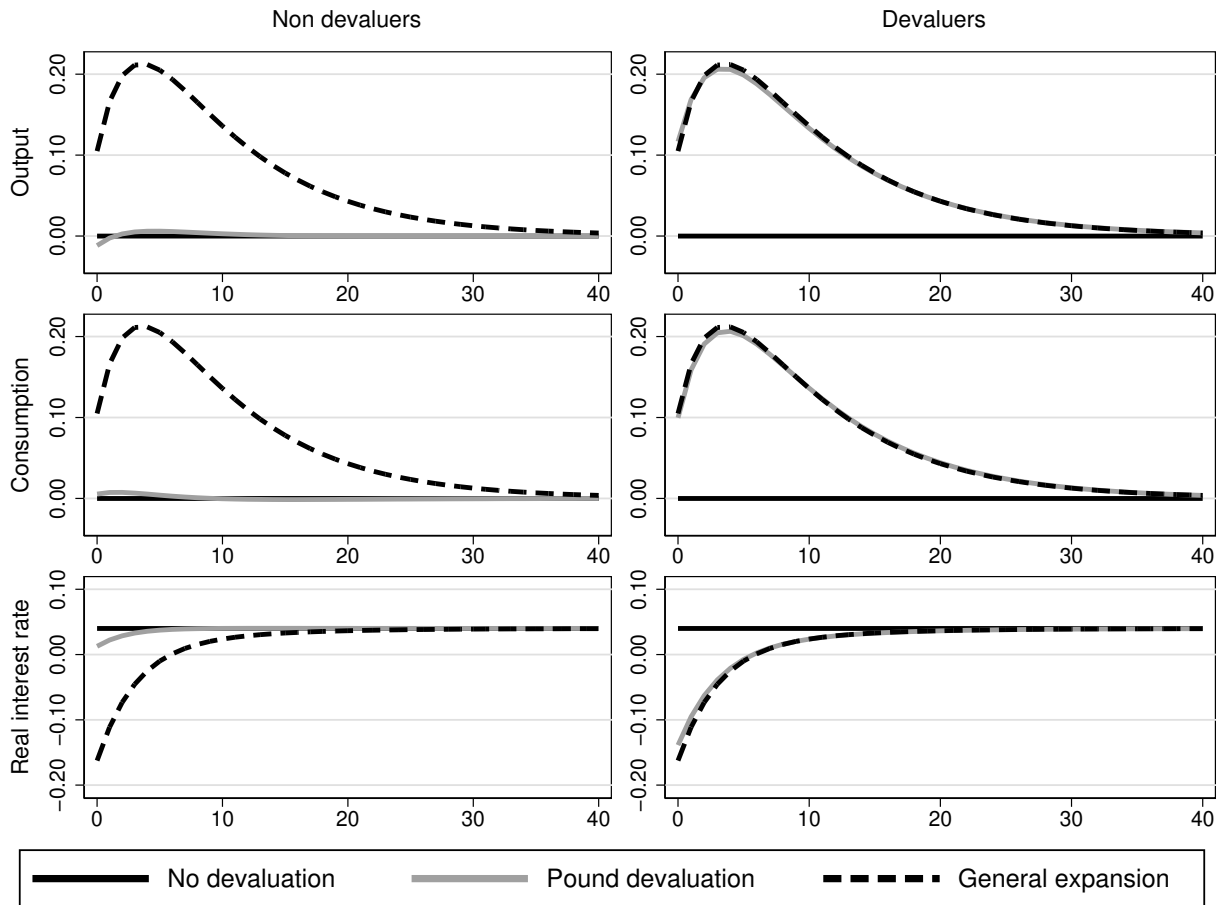 Non devaluers
Devaluers
Output
0.20
0.10
0.00
0 10 20 30 40
0.20
0.10
0.00
0 10 20 30 40
Consumption
0.20
0.10
0.00
0 10 20 30 40
0.20
0.10
0.00
0 10 20 30 40
Real interest rate
0.10
0.00
−0.10
−0.20
0 10 20 30 40
0.10
0.00
−0.10
−0.20
0 10 20 30 40
No devaluation
Pound devaluation
General expansion